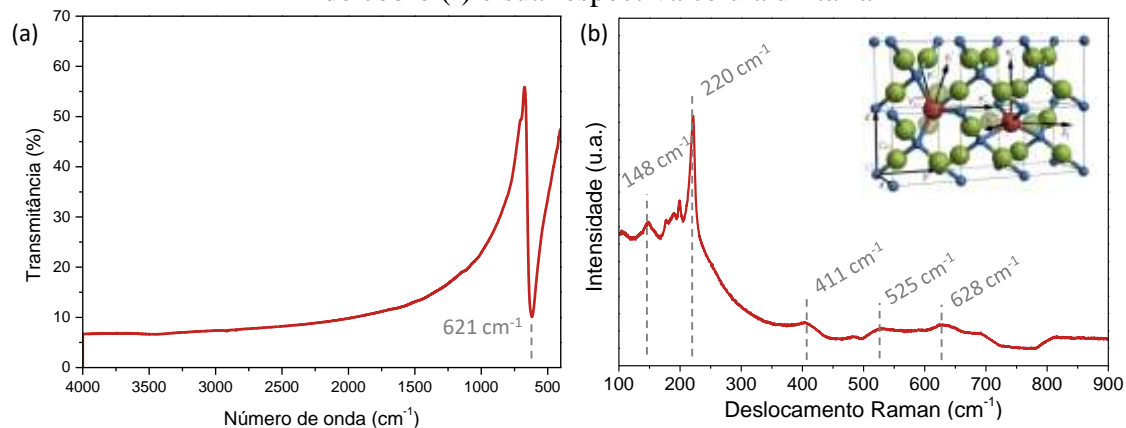 (a)
70
60
50
40
30
20
10
0
Transmitância (%)
621 cm-1
4000 3500 3000 2500 2000 1500 1000 500
Número de onda (cm-1)
(b)
Intensidade (u.a.)
148 cm-1
220 cm-1
411 cm-1
525 cm-1
628 cm-1
100 200 300 400 500 600 700 800 900
Deslocamento Raman (cm-1)